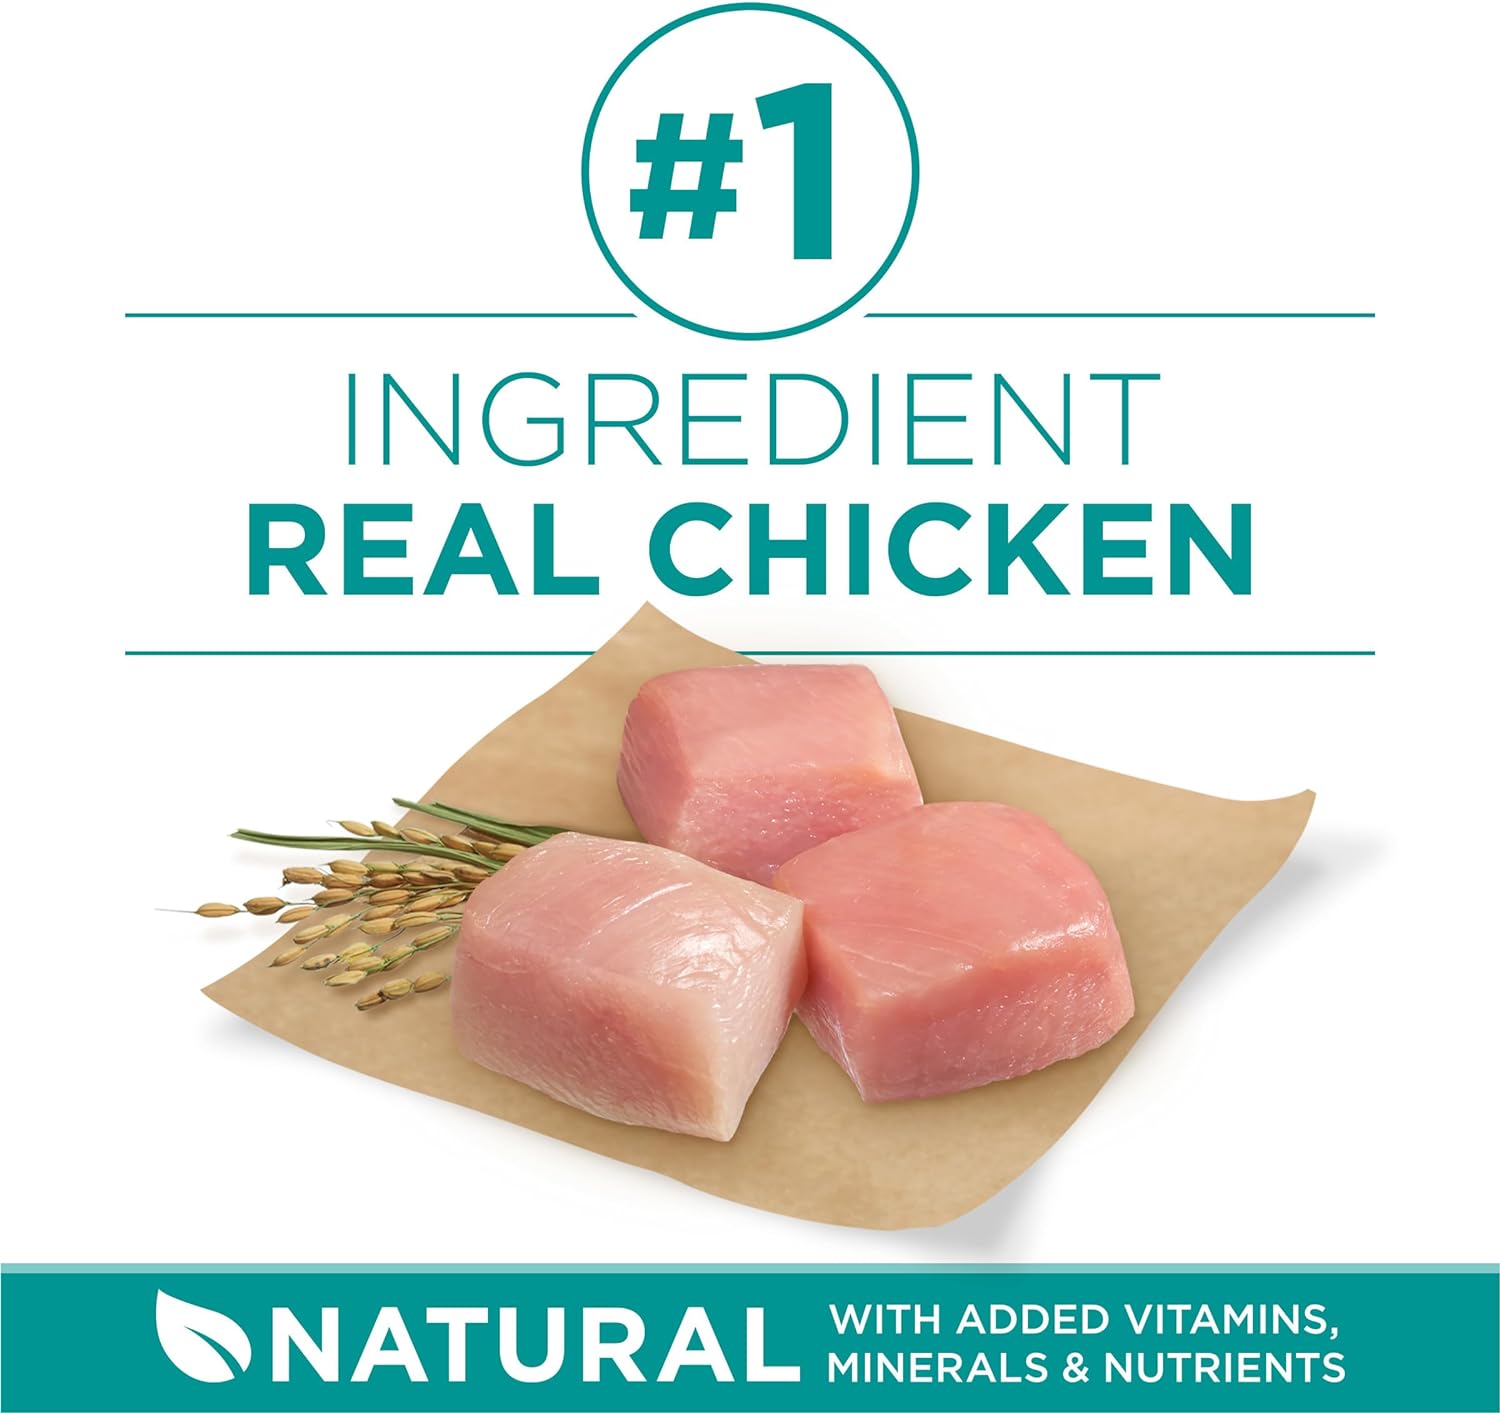 #1
INGREDIENT
REAL CHICKEN
NATURAL
WITH ADDED VITAMINS,
MINERALS & NUTRIENTS